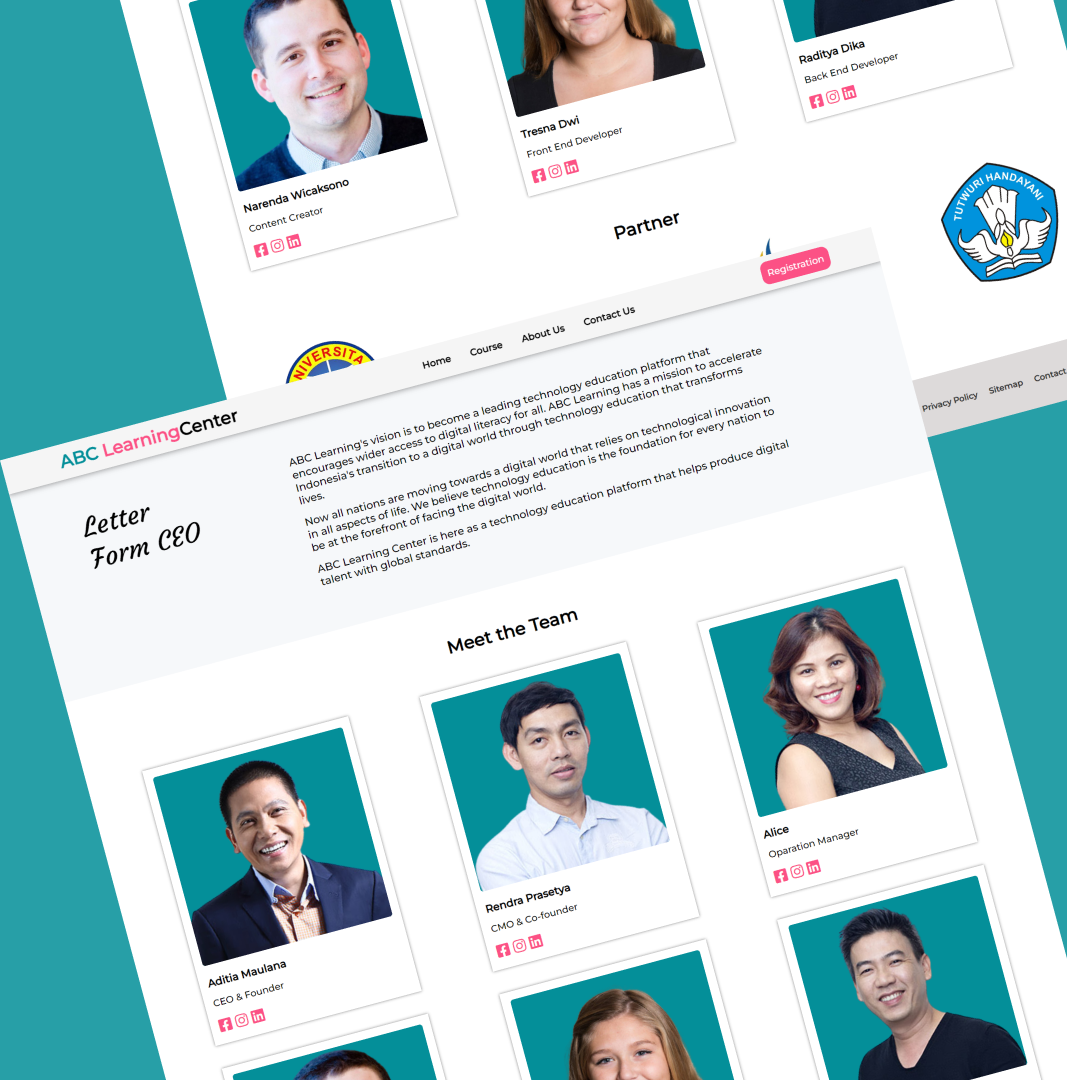 Narenda Wicaksono
Content Creator
Tresna Dwi
Front End Developer
Raditya Dika
Back End Developer
Partner
TUTWURI HANDAYANI
Privacy Policy Sitemap Contact
ABC LearningCenter
Home Course About Us Contact Us
Registration
Letter
Form CEO
ABC Learning's vision is to become a leading technology education platform that
encourages wider access to digital literacy for all. ABC Learning has a mission to accelerate
Indonesia's transition to a digital world through technology education that transforms
lives.
Now all nations are moving towards a digital world that relies on technological innovation
in all aspects of life. We believe technology education is the foundation for every nation to
be at the forefront of facing the digital world.
ABC Learning Center is here as a technology education platform that helps produce digital
talent with global standards.
Meet the Team
Aditia Maulana
CEO & Founder
Rendra Prasetya
CMO & Co-founder
Alice
Oparation Manager